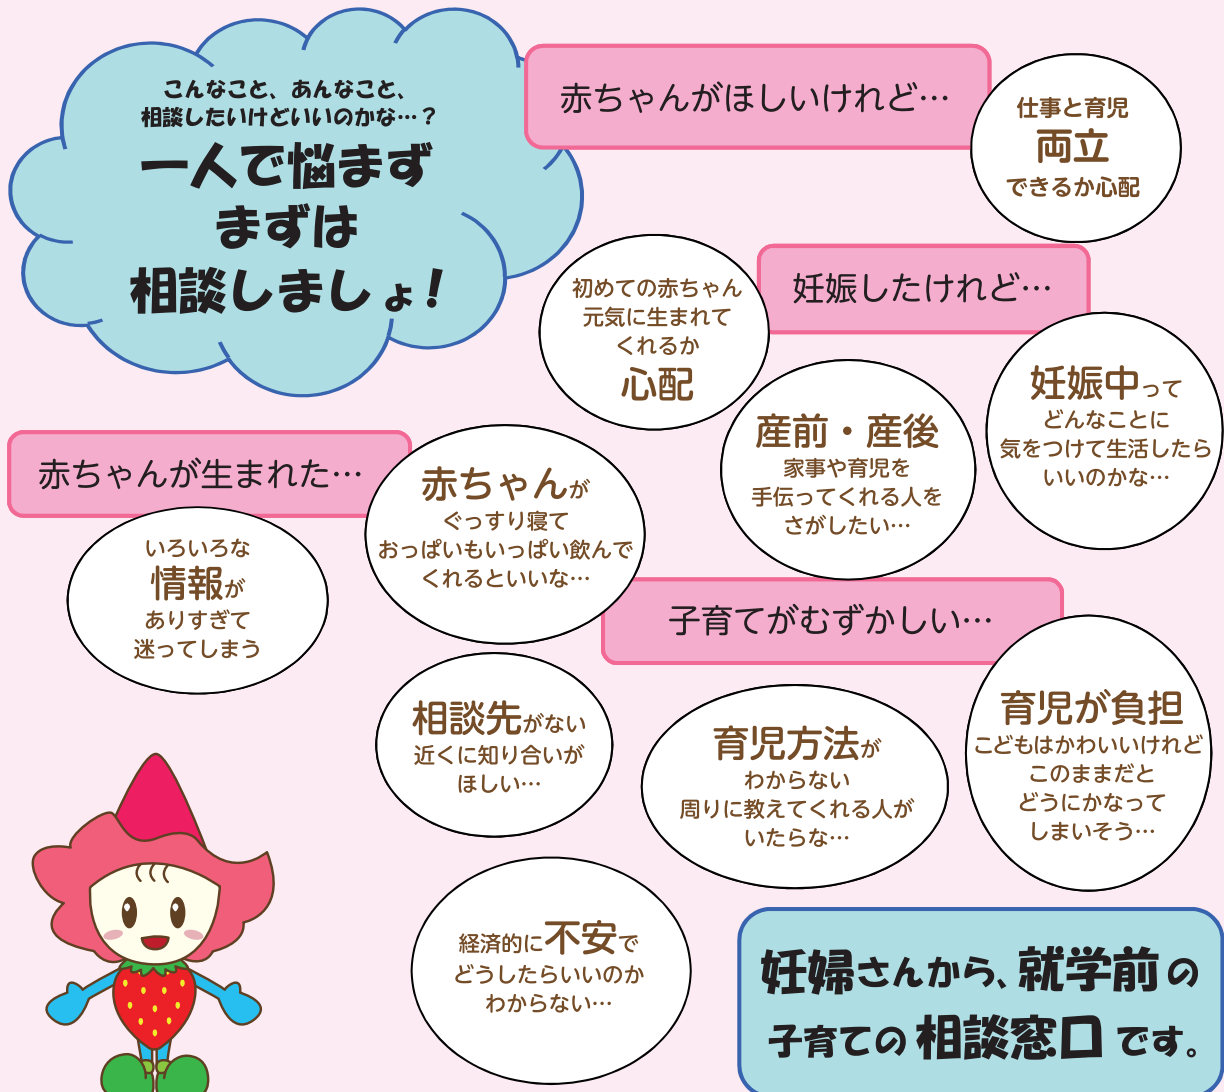 こんなこと、あんなこと、
相談したいけどいいのかな…？
一人で悩まず
まずは
相談しましょ！
赤ちゃんがほしいけれど…
仕事と育児
両立
できるか心配
妊娠したけれど…
初めての赤ちゃん
元気に生まれて
くれるか
心配
妊娠中って
どんなことに
気をつけて生活したら
いいのかな…
産前・産後
家事や育児を
手伝ってくれる人を
さがしたい…
赤ちゃんが生まれた…
赤ちゃんが
ぐっすり寝て
おっぱいもいっぱい飲んで
くれるといいな…
いろいろな
情報が
ありすぎて
迷ってしまう
子育てがむずかしい…
相談先がない
近くに知り合いが
ほしい…
育児方法が
わからない
周りに教えてくれる人が
いたらな…
育児が負担
こどもはかわいいけれど
このままだと
どうにかなって
しまいそう…
経済的に不安で
どうしたらいいのか
わからない…
妊婦さんから、就学前の
子育ての相談窓口です。